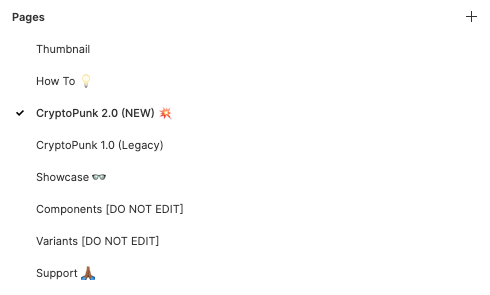 Pages
Thumbnail
How To 💡
CryptoPunk 2.0 (NEW) 💥
CryptoPunk 1.0 (Legacy)
Showcase 👓
Components [DO NOT EDIT]
Variants [DO NOT EDIT]
Support 🙏🏾